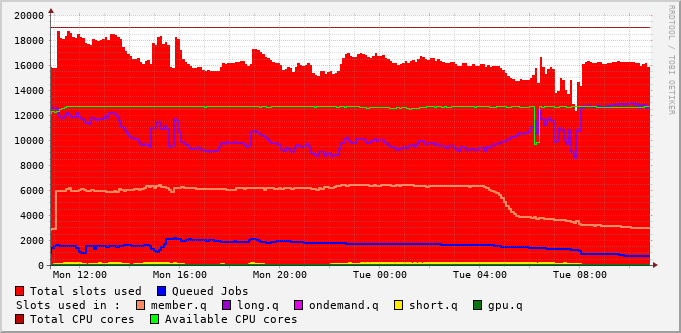 20000
18000
16000
14000
12000
10000
8000
6000
4000
2000
0
Mon 12:00 Mon 16:00 Mon 20:00 Tue 00:00 Tue 04:00 Tue 08:00
Total slots used Queued Jobs
Slots used in : member.q long.q ondemand.q short.q gpu.q
Total CPU cores Available CPU cores
RRDTOOL / TOBI OETIKER